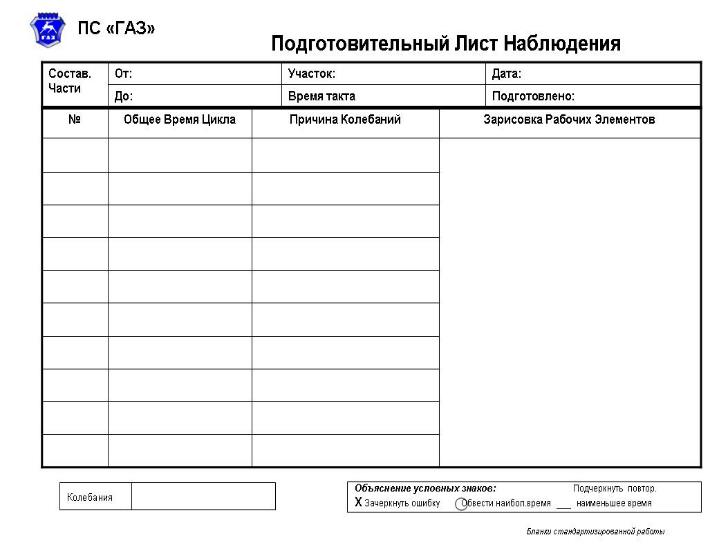 ГАЗ
ПС «ГАЗ»
Подготовительный Лист Наблюдения
Состав. Части
От: Участок: Дата:
До: Время такта Подготовлено:
№ Общее Время Цикла Причина Колебаний Зарисовка Рабочих Элементов
Колебания
Объяснение условных знаков: Подчеркнуть повтор.
X Зачеркнуть ошибку Обвести наибол.время ___ наименьшее время
Бланки стандартизированной работы